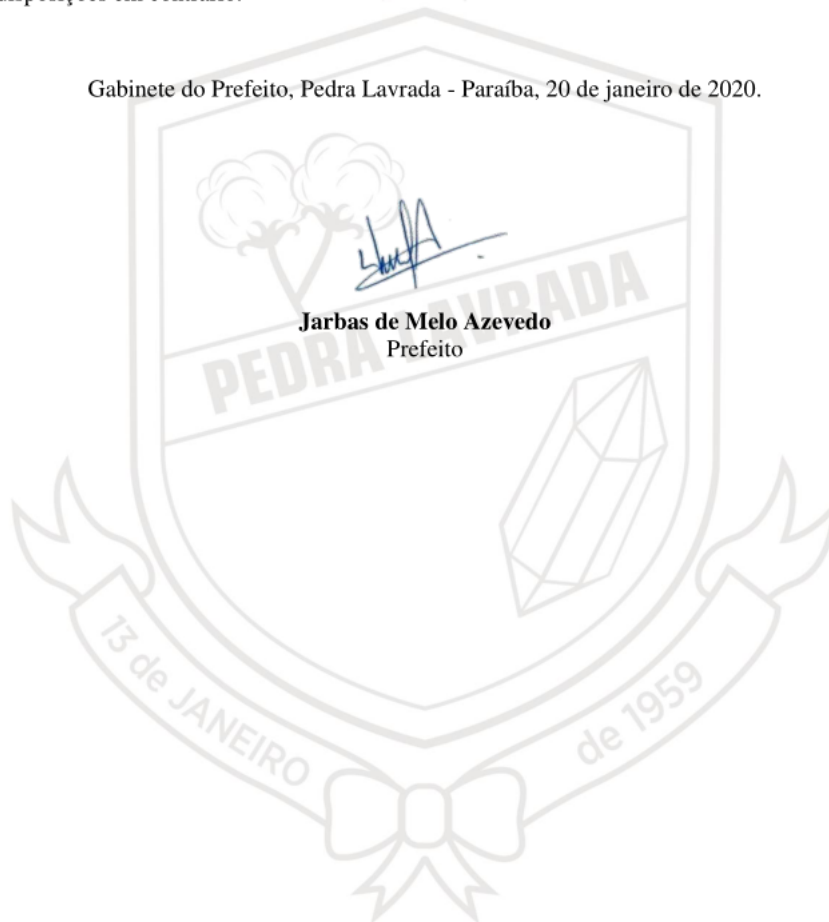 disposições em contrário.
Gabinete do Prefeito, Pedra Lavrada - Paraíba, 20 de janeiro de 2020.
Jarbas de Melo Azevedo
Prefeito
PEDRA LAVRADA
13 de JANEIRO
de 1959